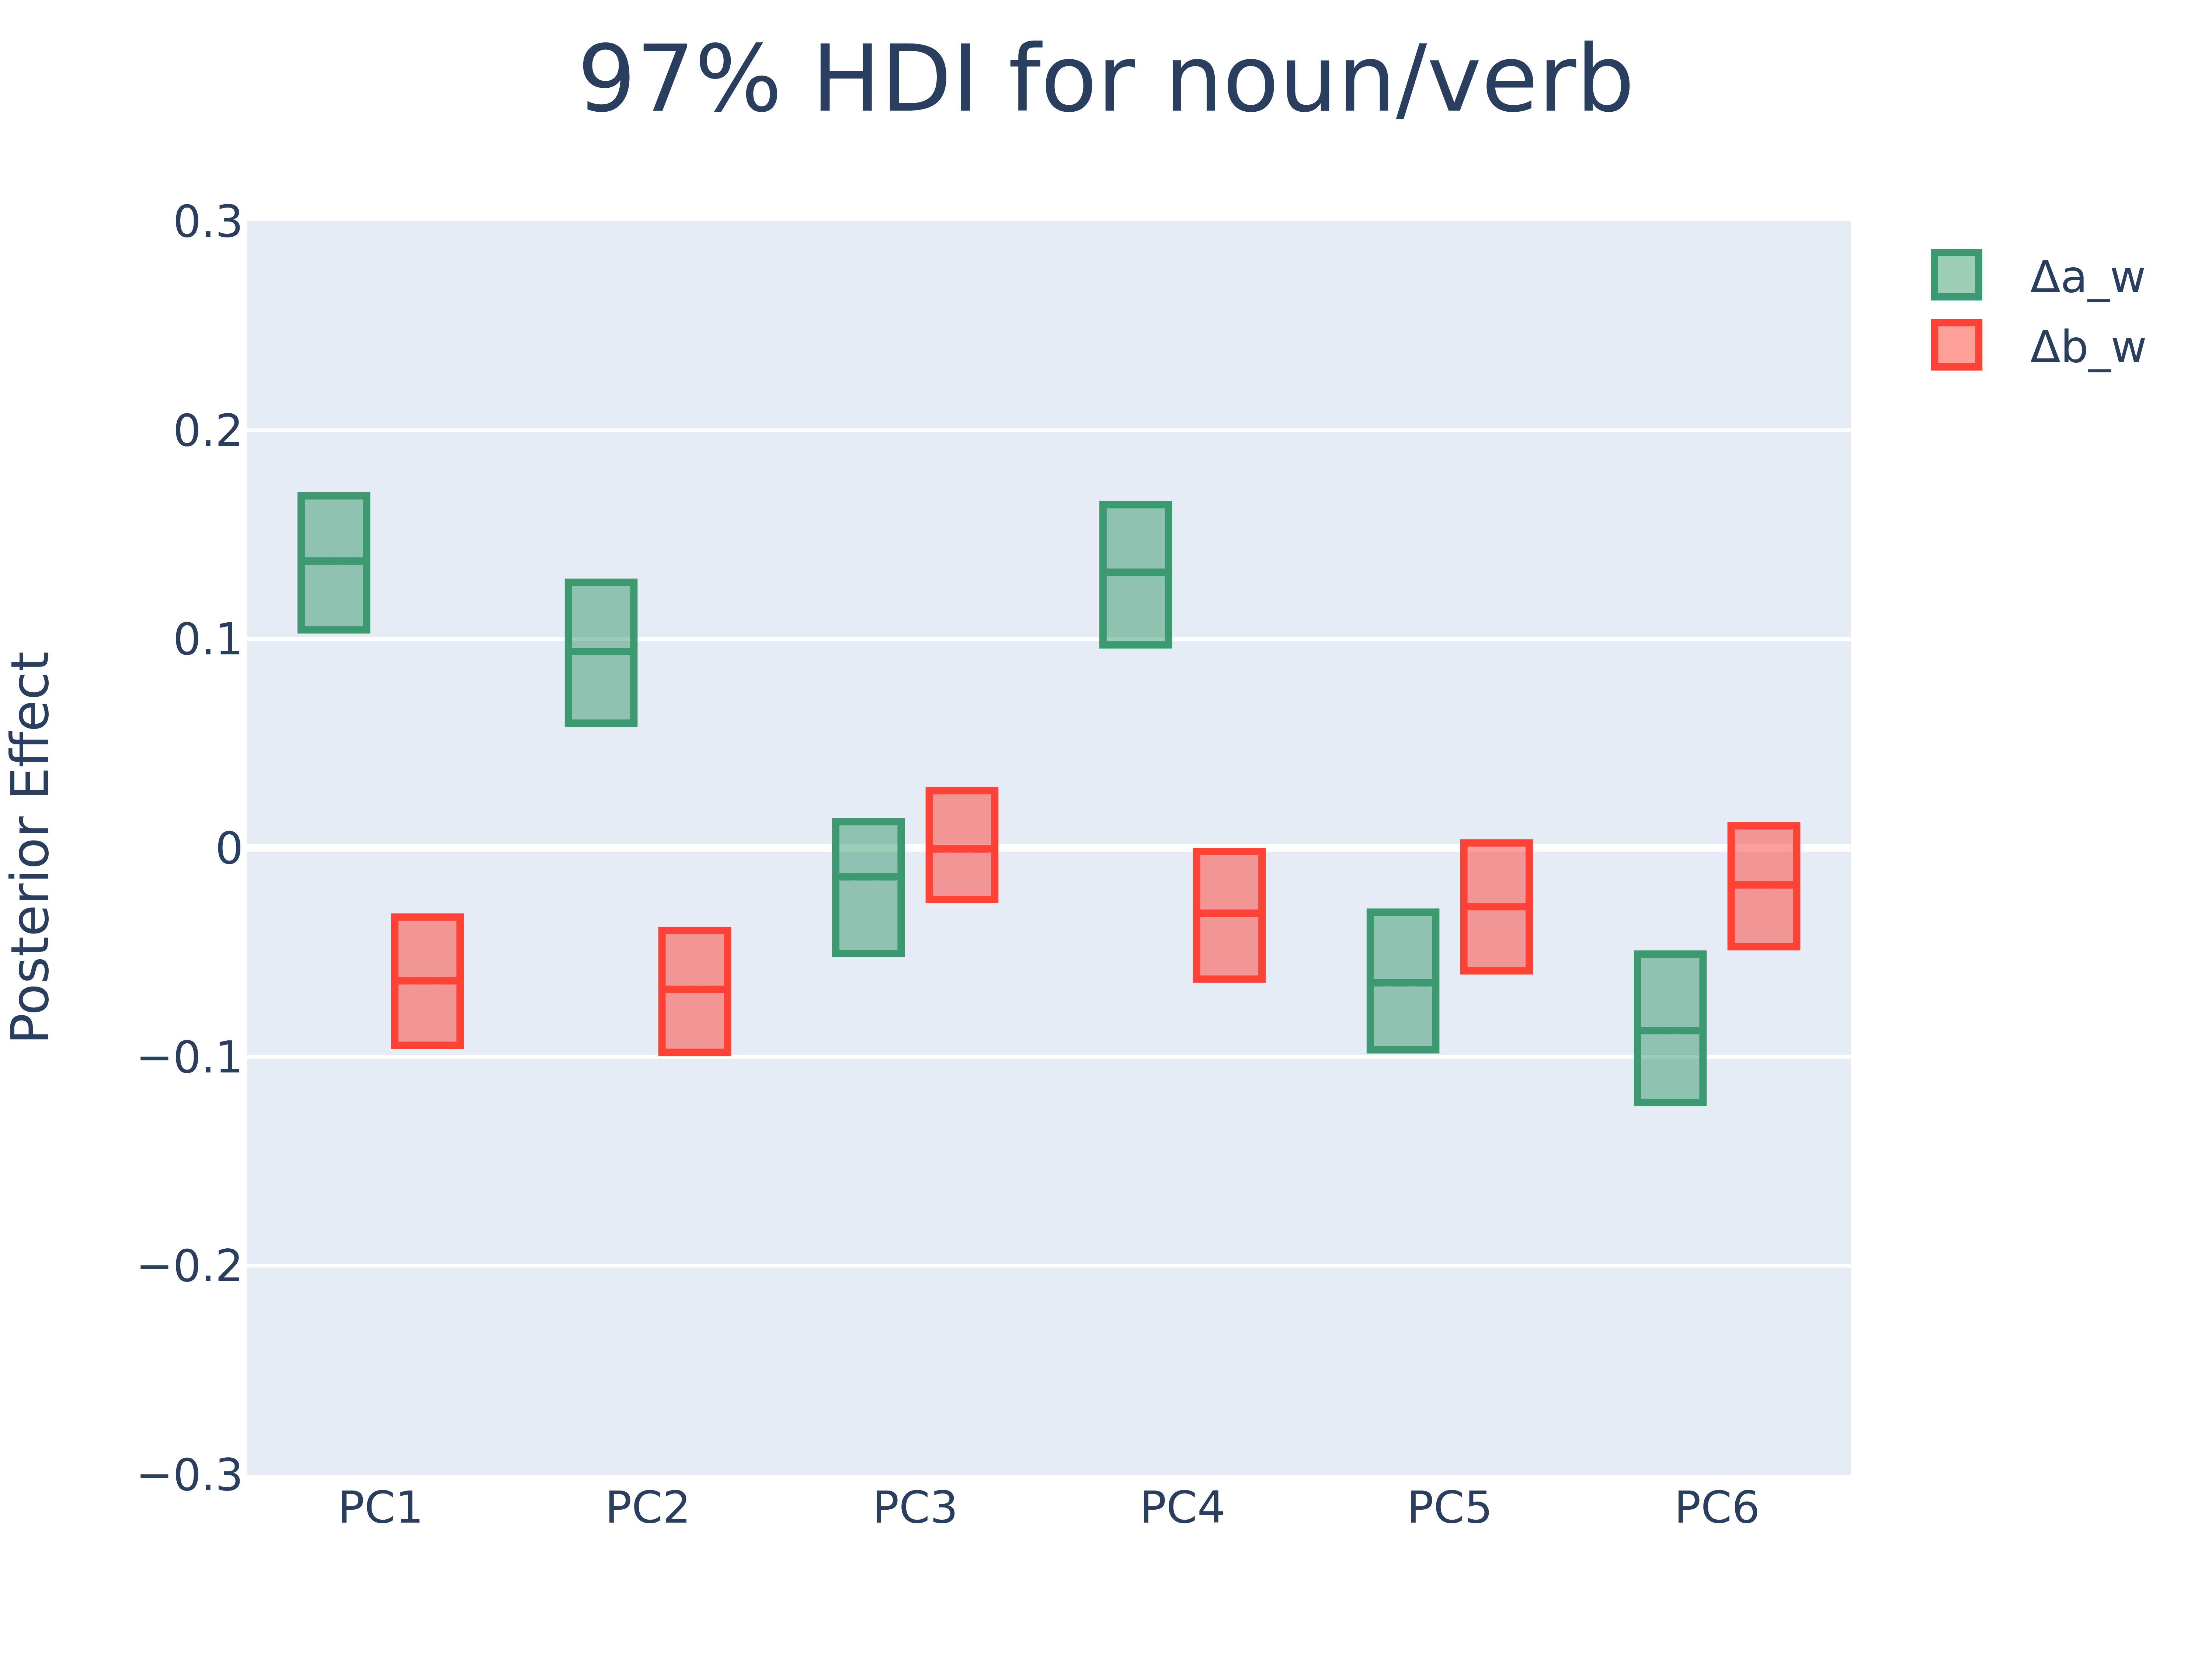 97% HDI for noun/verb
Δa_w
Δb_w
Posterior Effect
0.3
0.2
0.1
0
−0.1
−0.2
−0.3
PC1 PC2 PC3 PC4 PC5 PC6